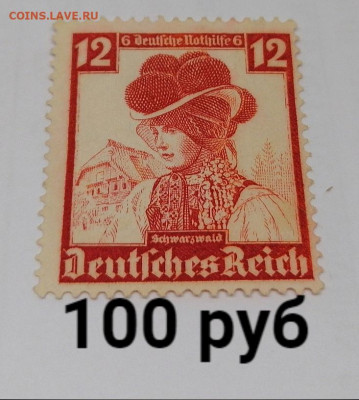 COINS.LAVE.RU
12 6 Deutsche Nothilfe 6 12
Schwarzwald
Deutsches Reich
100 руб